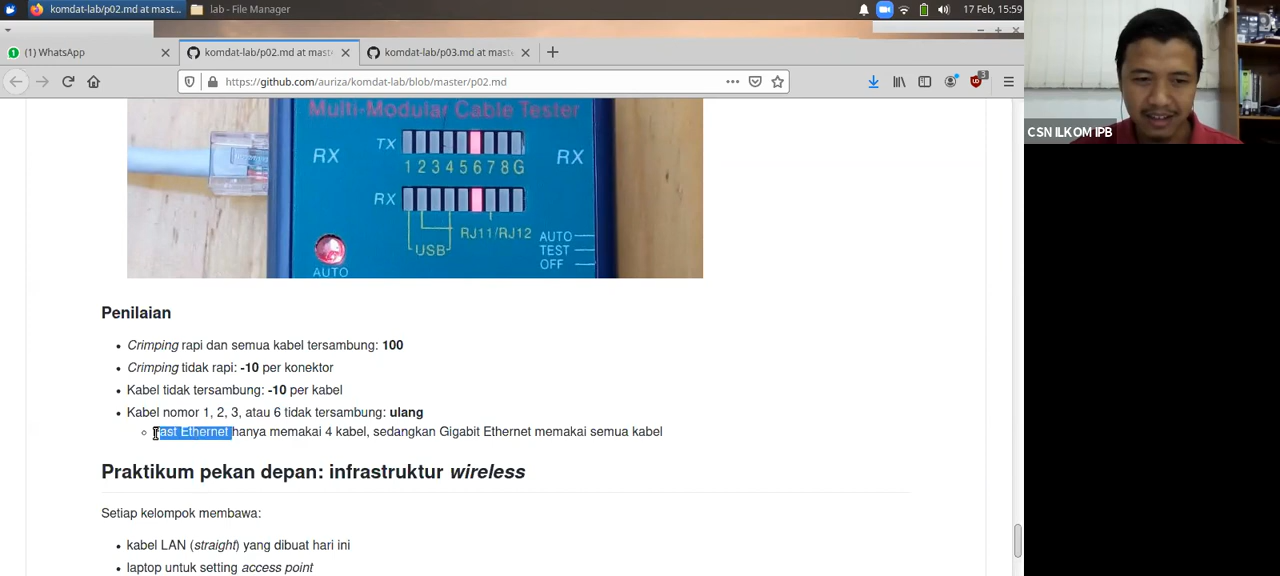 komdat-lab/p02.md at mast...
lab - File Manager
17 Feb, 15:59
(1) WhatsApp
komdat-lab/p02.md at maste
komdat-lab/p03.md at maste
https://github.com/auriza/komdat-lab/blob/master/p02.md
3
CSN ILKOM IPB
Multi-Modular Cable Tester
TX
RX
1 2 3 4 5 6 7 8 G
RX
RX
USB
RJ11/RJ12
AUTO
TEST
OFF
AUTO
Penilaian
Crimping rapi dan semua kabel tersambung: 100
Crimping tidak rapi: -10 per konektor
Kabel tidak tersambung: -10 per kabel
Kabel nomor 1, 2, 3, atau 6 tidak tersambung: ulang
Fast Ethernet hanya memakai 4 kabel, sedangkan Gigabit Ethernet memakai semua kabel
Praktikum pekan depan: infrastruktur wireless
Setiap kelompok membawa:
kabel LAN (straight) yang dibuat hari ini
laptop untuk setting access point